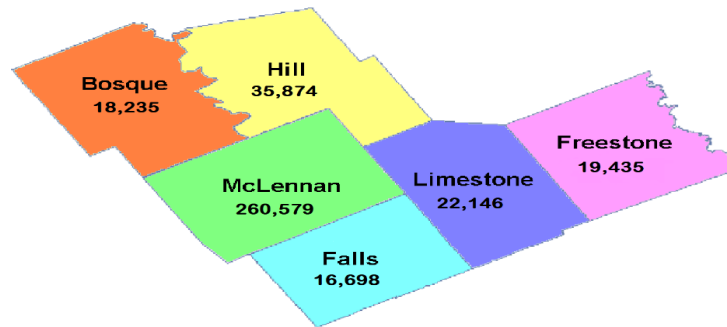 Bosque
18,235
Hill
35,874
Freestone
19,435
McLennan
260,579
Limestone
22,146
Falls
16,698